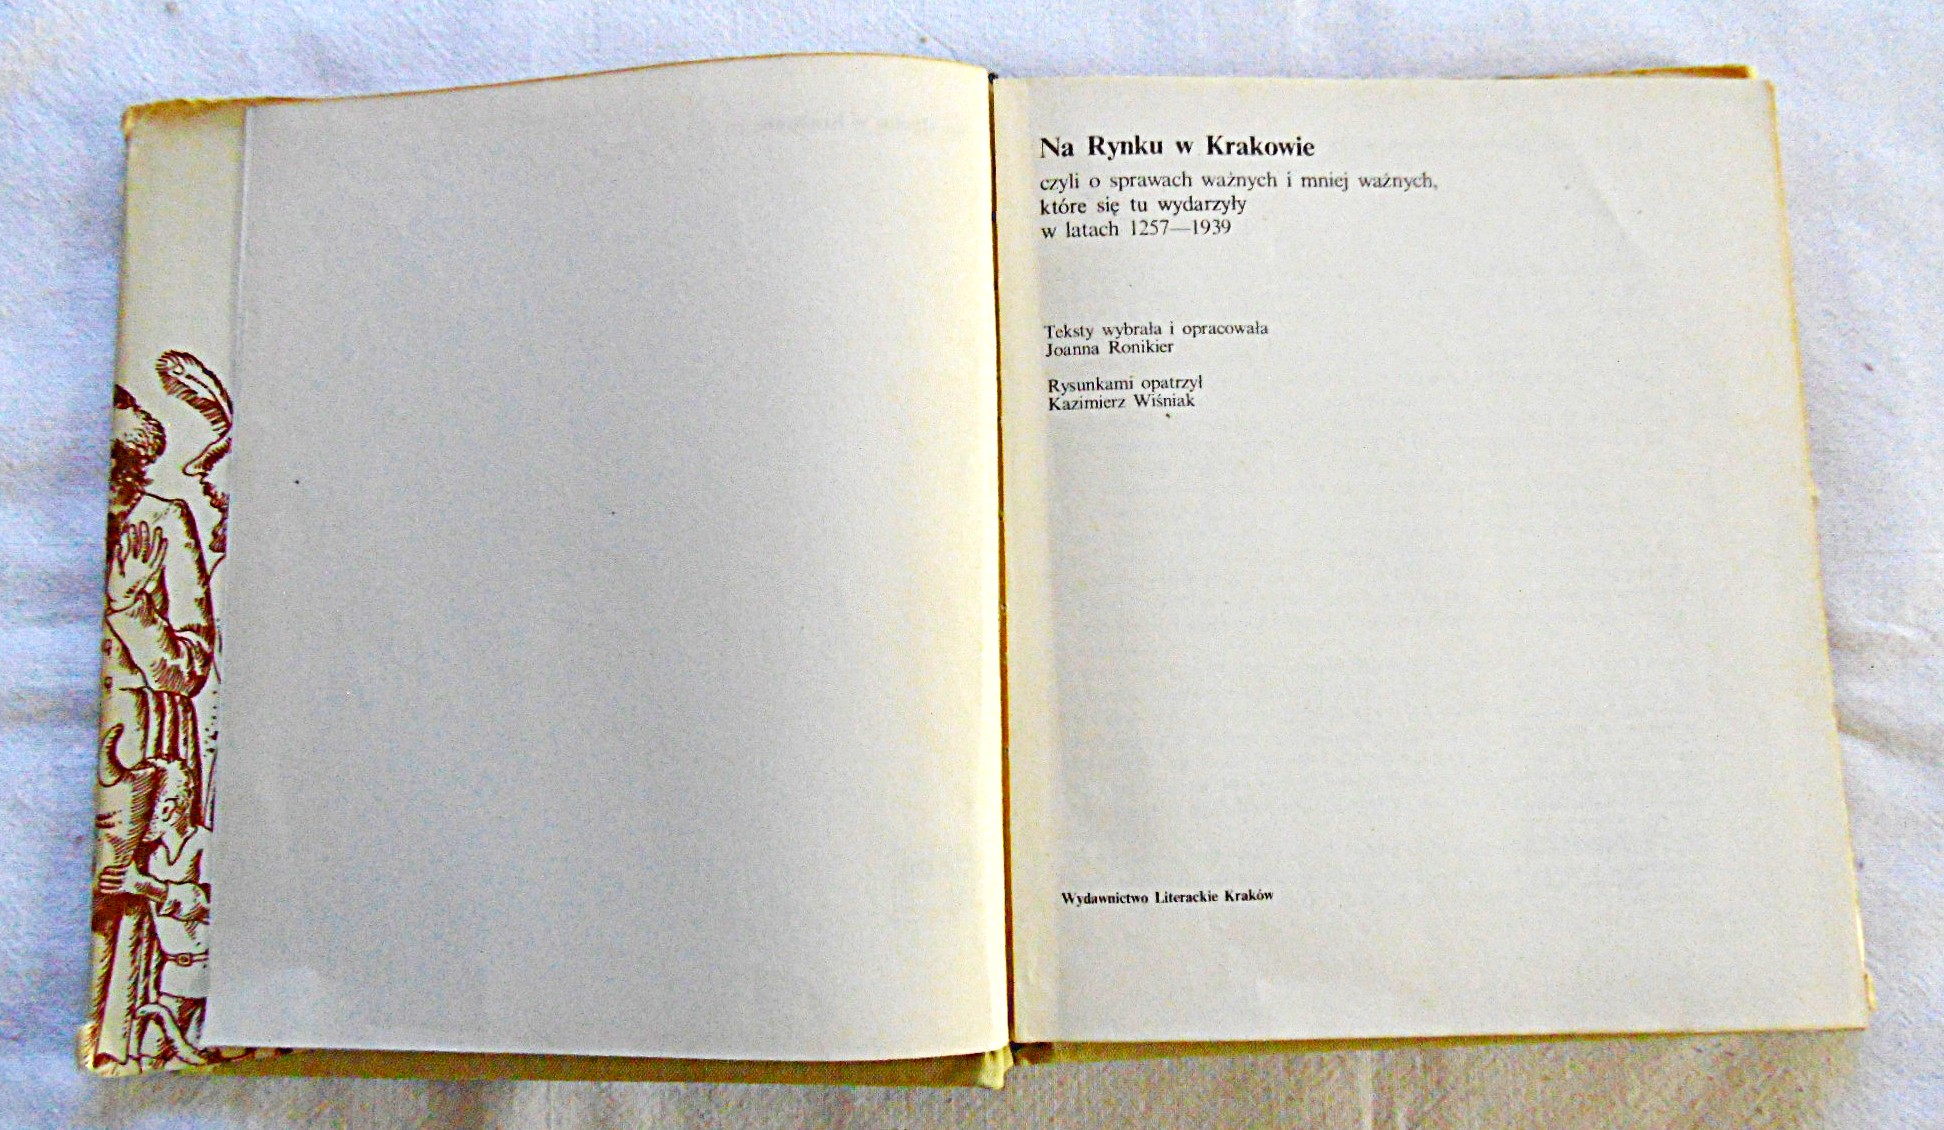 Na Rynku w Krakowie
czyli o sprawach ważnych i mniej ważnych,
które się tu wydarzyły
w latach 1257—1939
Teksty wybrała i opracowała
Joanna Ronikier
Rysunkami opatrzył
Kazimierz Wiśniak
Wydawnictwo Literackie Kraków